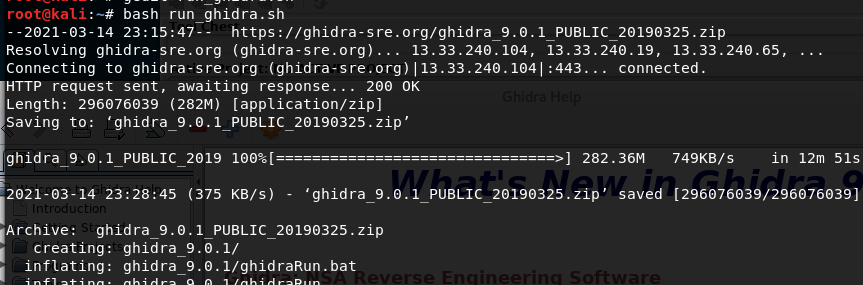 root@kali:~# bash run_ghidra.sh
--2021-03-14 23:15:47-- https://ghidra-sre.org/ghidra_9.0.1_PUBLIC_20190325.zip
Resolving ghidra-sre.org (ghidra-sre.org)... 13.33.240.104, 13.33.240.19, 13.33.240.65, ...
Connecting to ghidra-sre.org (ghidra-sre.org)|13.33.240.104|:443... connected.
HTTP request sent, awaiting response... 200 OK
Length: 296076039 (282M) [application/zip]
Ghidra Help
Saving to: ‘ghidra_9.0.1_PUBLIC_20190325.zip’
ghidra_9.0.1_PUBLIC_2019 100%[==============================>] 282.36M 749KB/s in 12m 51s
What's New in Ghidra 9
2021-03-14 23:28:45 (375 KB/s) - ‘ghidra_9.0.1_PUBLIC_20190325.zip’ saved [296076039/296076039]
Introduction
Archive: ghidra_9.0.1_PUBLIC_20190325.zip
creating: ghidra_9.0.1/
inflating: ghidra_9.0.1/ghidraRun.bat
Ghidra: NSA Reverse Engineering Software
inflating: ghidra_9.0.1/ghidraRun